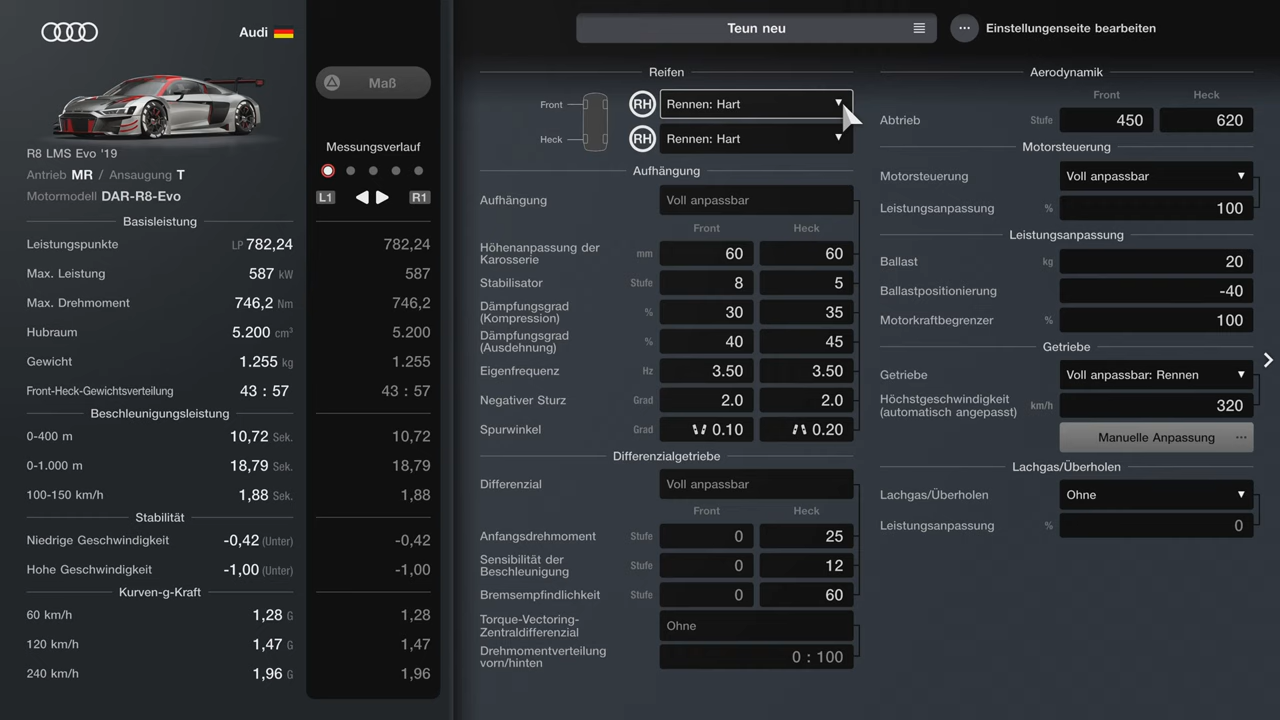 Audi
R8 LMS Evo '19
Antrieb MR / Ansaugung T
Motormodell DAR-R8-Evo
Basisleistung
Leistungspunkte LP 782,24
Max. Leistung 587 kW
Max. Drehmoment 746,2 Nm
Hubraum 5.200 cm³
Gewicht 1.255 kg
Front-Heck-Gewichtsverteilung 43 : 57
Beschleunigungsleistung
0-400 m 10,72 Sek.
0-1.000 m 18,79 Sek.
100-150 km/h 1,88 Sek.
Stabilität
Niedrige Geschwindigkeit -0,42 (Unter)
Hohe Geschwindigkeit -1,00 (Unter)
Kurven-g-Kraft
60 km/h 1,28 G
120 km/h 1,47 G
240 km/h 1,96 G
Maß
Messungsverlauf
L1 R1
782,24
587
746,2
5.200
1.255
43 : 57
10,72
18,79
1,88
-0,42
-1,00
1,28
1,47
1,96
Teun neu
Einstellungenseite bearbeiten
Reifen
Front RH Rennen: Hart
Heck RH Rennen: Hart
Aufhängung
Aufhängung Voll anpassbar
Front Heck
Höhenanpassung der
Karosserie mm 60 60
Stabilisator Stufe 8 5
Dämpfungsgrad
(Kompression) % 30 35
Dämpfungsgrad
(Ausdehnung) % 40 45
Eigenfrequenz Hz 3.50 3.50
Negativer Sturz Grad 2.0 2.0
Spurwinkel Grad 0.10 0.20
Differenzialgetriebe
Differenzial Voll anpassbar
Front Heck
Anfangsdrehmoment Stufe 0 25
Sensibilität der
Beschleunigung Stufe 0 12
Bremsempfindlichkeit Stufe 0 60
Torque-Vectoring-
Zentraldifferenzial Ohne
Drehmomentverteilung
vorn/hinten 0 : 100
Aerodynamik
Front Heck
Abtrieb Stufe 450 620
Motorsteuerung
Motorsteuerung Voll anpassbar
Leistungsanpassung % 100
Leistungsanpassung
Ballast kg 20
Ballastpositionierung -40
Motorkraftbegrenzer % 100
Getriebe
Getriebe Voll anpassbar: Rennen
Höchstgeschwindigkeit
(automatisch angepasst) km/h 320
Manuelle Anpassung
Lachgas/Überholen
Lachgas/Überholen Ohne
Leistungsanpassung % 0